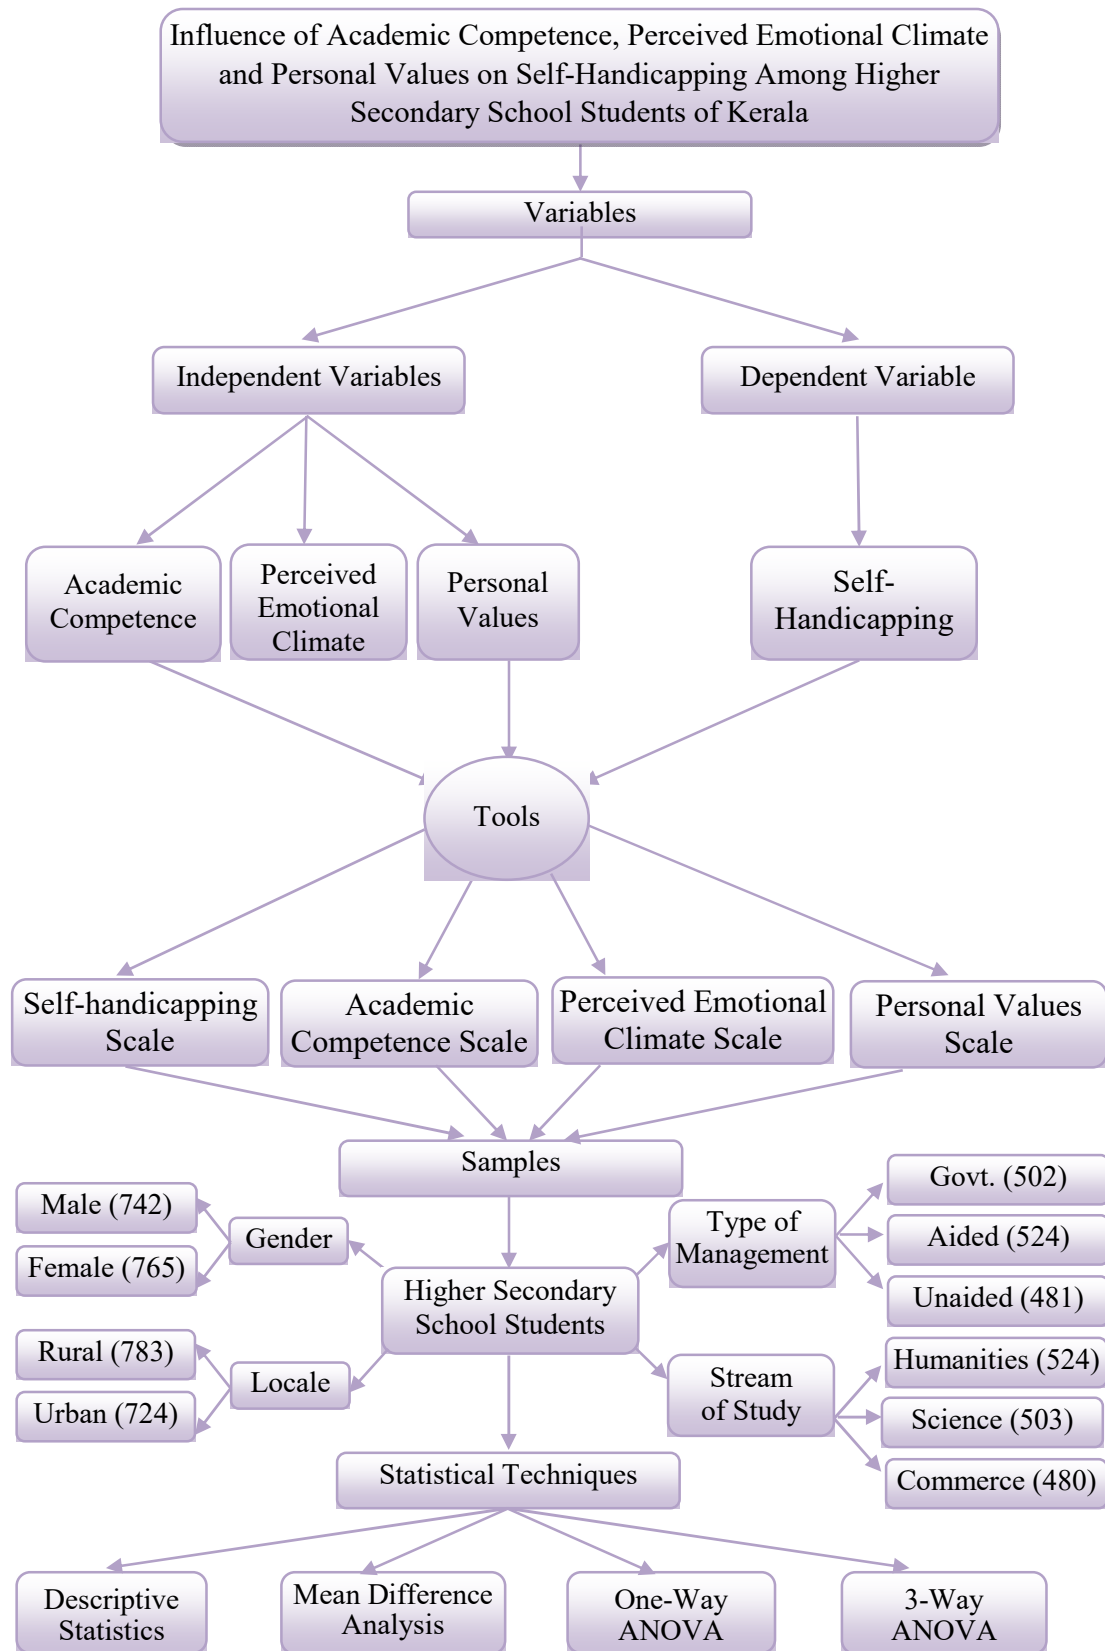 Influence of Academic Competence, Perceived Emotional Climate
and Personal Values on Self-Handicapping Among Higher
Secondary School Students of Kerala
Variables
Independent Variables
Dependent Variable
Academic
Competence
Perceived
Emotional
Climate
Personal
Values
Self-
Handicapping
Tools
Self-handicapping
Scale
Academic
Competence Scale
Perceived Emotional
Climate Scale
Personal Values
Scale
Samples
Male (742)
Female (765)
Gender
Rural (783)
Urban (724)
Locale
Higher Secondary
School Students
Type of
Management
Govt. (502)
Aided (524)
Unaided (481)
Stream
of Study
Humanities (524)
Science (503)
Commerce (480)
Statistical Techniques
Descriptive
Statistics
Mean Difference
Analysis
One-Way
ANOVA
3-Way
ANOVA